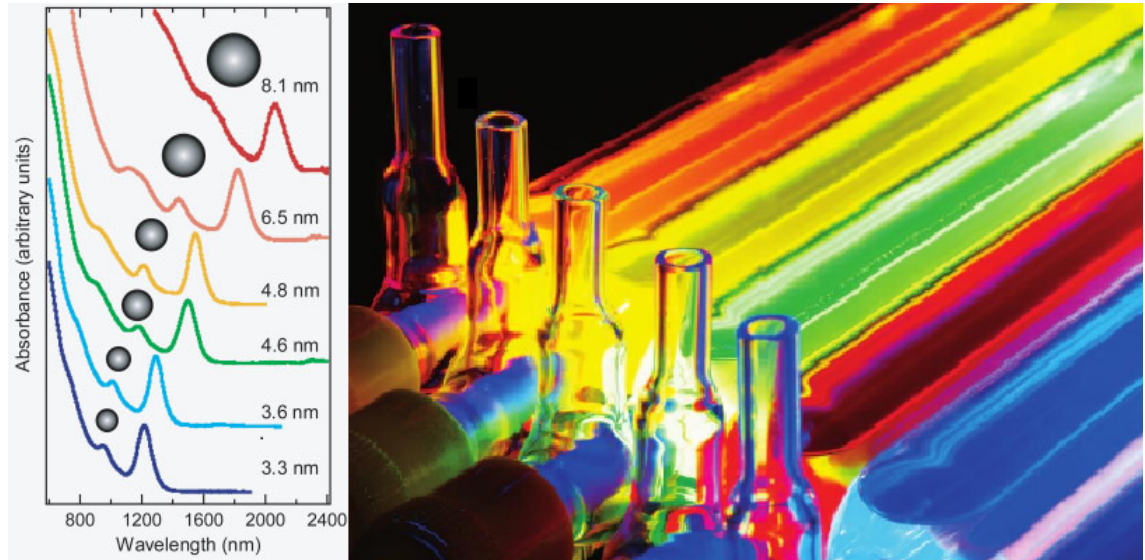 Absorbance (arbitrary units)
8.1 nm
6.5 nm
4.8 nm
4.6 nm
3.6 nm
3.3 nm
800 1200 1600 2000 2400
Wavelength (nm)